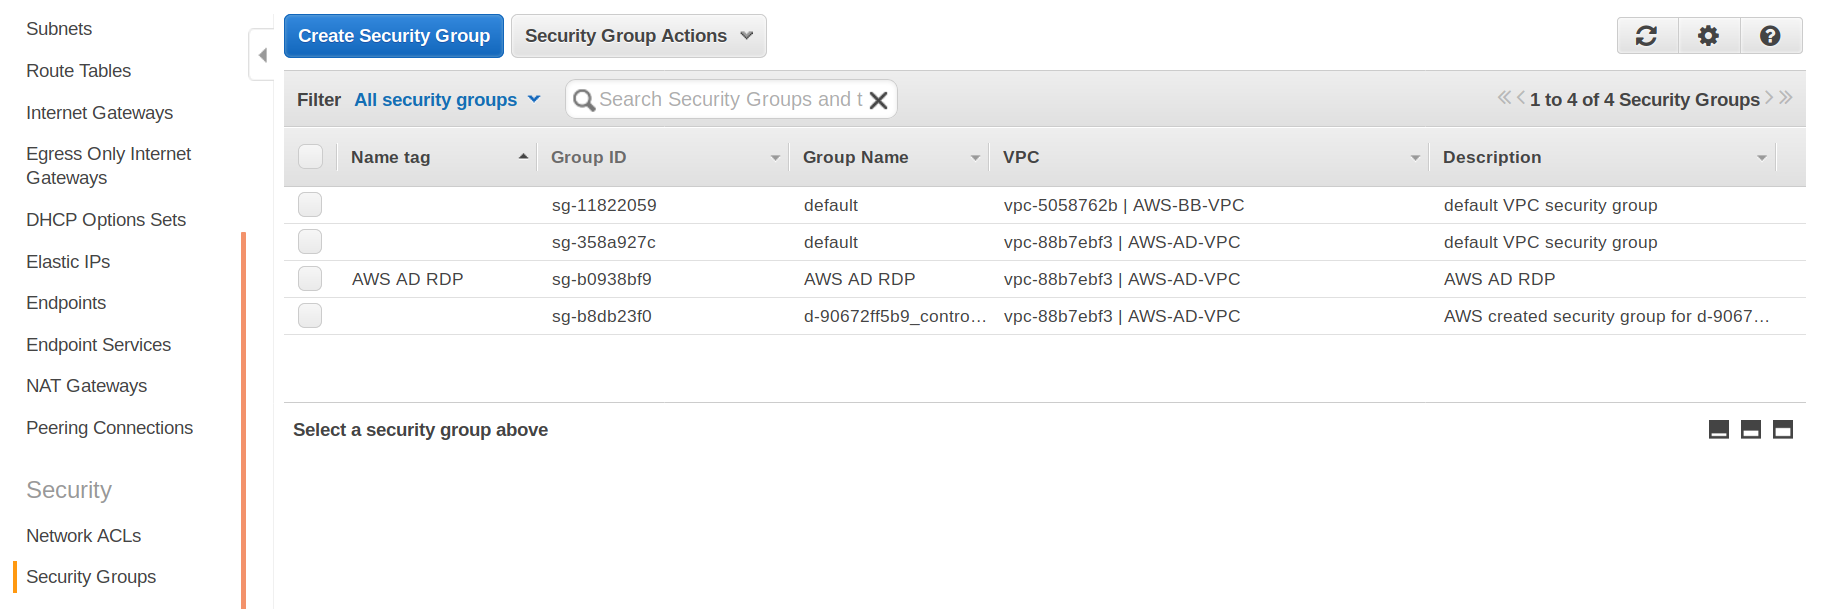 Subnets
Route Tables
Internet Gateways
Egress Only Internet
Gateways
DHCP Options Sets
Elastic IPs
Endpoints
Endpoint Services
NAT Gateways
Peering Connections
Security
Network ACLs
Security Groups
Create Security Group Security Group Actions
Filter All security groups Search Security Groups and t 1 to 4 of 4 Security Groups
Name tag Group ID Group Name VPC Description
sg-11822059 default vpc-5058762b | AWS-BB-VPC default VPC security group
sg-358a927c default vpc-88b7ebf3 | AWS-AD-VPC default VPC security group
AWS AD RDP sg-b0938bf9 AWS AD RDP vpc-88b7ebf3 | AWS-AD-VPC AWS AD RDP
sg-b8db23f0 d-90672ff5b9_contro... vpc-88b7ebf3 | AWS-AD-VPC AWS created security group for d-9067...
Select a security group above